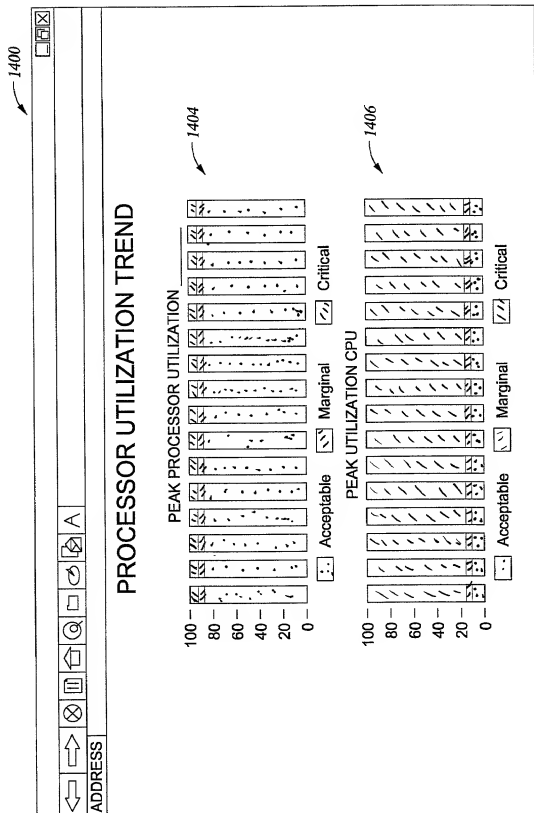 1400
A
ADDRESS
PROCESSOR UTILIZATION TREND
1404
PEAK PROCESSOR UTILIZATION
100
80
60
40
20
0
Acceptable Marginal Critical
1406
PEAK UTILIZATION CPU
100
80
60
40
20
0
Acceptable Marginal Critical